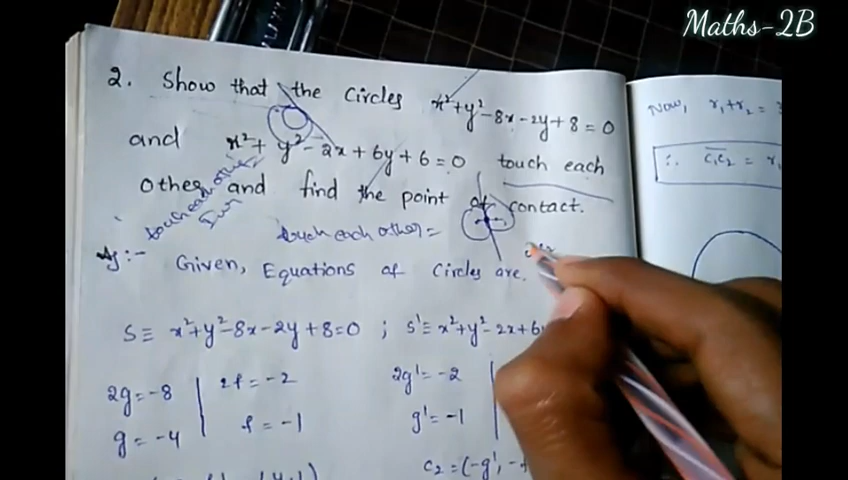 Maths-2B
2. Show that the Circles x²+y²-8x-2y+8=0
and x²+y²-2x+6y+6=0 touch each
other and find the point of contact.
touch each other
touch each other =
Given, Equations of Circles are.
S≡ x²+y²-8x-2y+8=0 ; S'≡ x²+y²-2x+6y
2g=-8 | 2f=-2
g=-4 | f=-1
2g'=-2
g'=-1
C₂=(-g',
Now, r₁+r₂ =
∴ C₁C₂ =